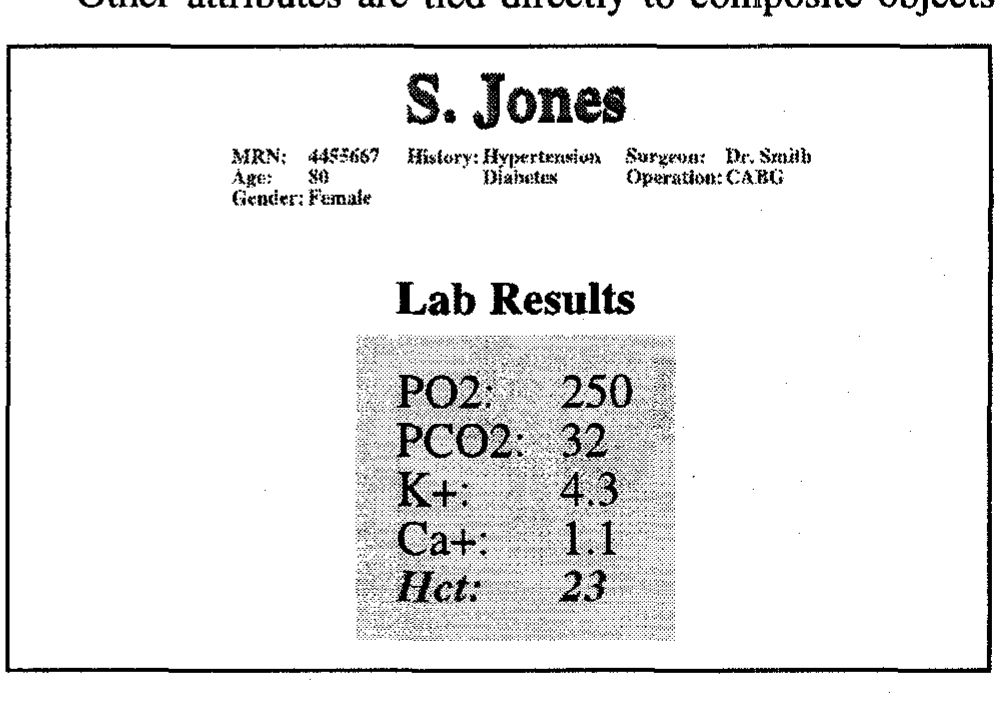 Other attributes are tied directly to composite objects
S. Jones
MRN: 4455667 History: Hypertension Surgeon: Dr. Smith
Age: 80 Diabetes Operation: CABG
Gender: Female
Lab Results
PO2: 250
PCO2: 32
K+: 4.3
Ca+: 1.1
Hct: 23